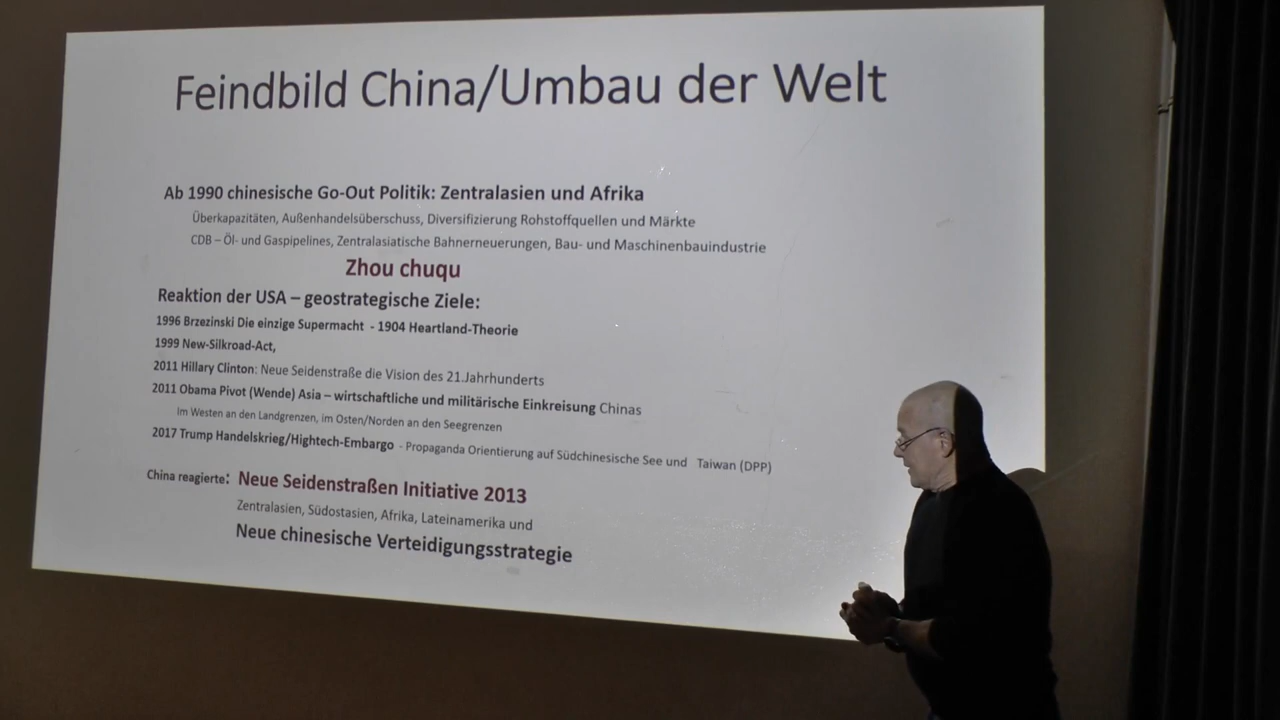 Feindbild China/Umbau der Welt
Ab 1990 chinesische Go-Out Politik: Zentralasien und Afrika
Überkapazitäten, Außenhandelsüberschuss, Diversifizierung Rohstoffquellen und Märkte
CDB – Öl- und Gaspipelines, Zentralasiatische Bahnerneuerungen, Bau- und Maschinenbauindustrie
Zhou chuqu
Reaktion der USA – geostrategische Ziele:
1996 Brzezinski Die einzige Supermacht - 1904 Heartland-Theorie
1999 New-Silkroad-Act,
2011 Hillary Clinton: Neue Seidenstraße die Vision des 21.Jahrhunderts
2011 Obama Pivot (Wende) Asia – wirtschaftliche und militärische Einkreisung Chinas
Im Westen an den Landgrenzen, im Osten/Norden an den Seegrenzen
2017 Trump Handelskrieg/Hightech-Embargo - Propaganda Orientierung auf Südchinesische See und Taiwan (DPP)
China reagierte: Neue Seidenstraßen Initiative 2013
Zentralasien, Südostasien, Afrika, Lateinamerika und
Neue chinesische Verteidigungsstrategie